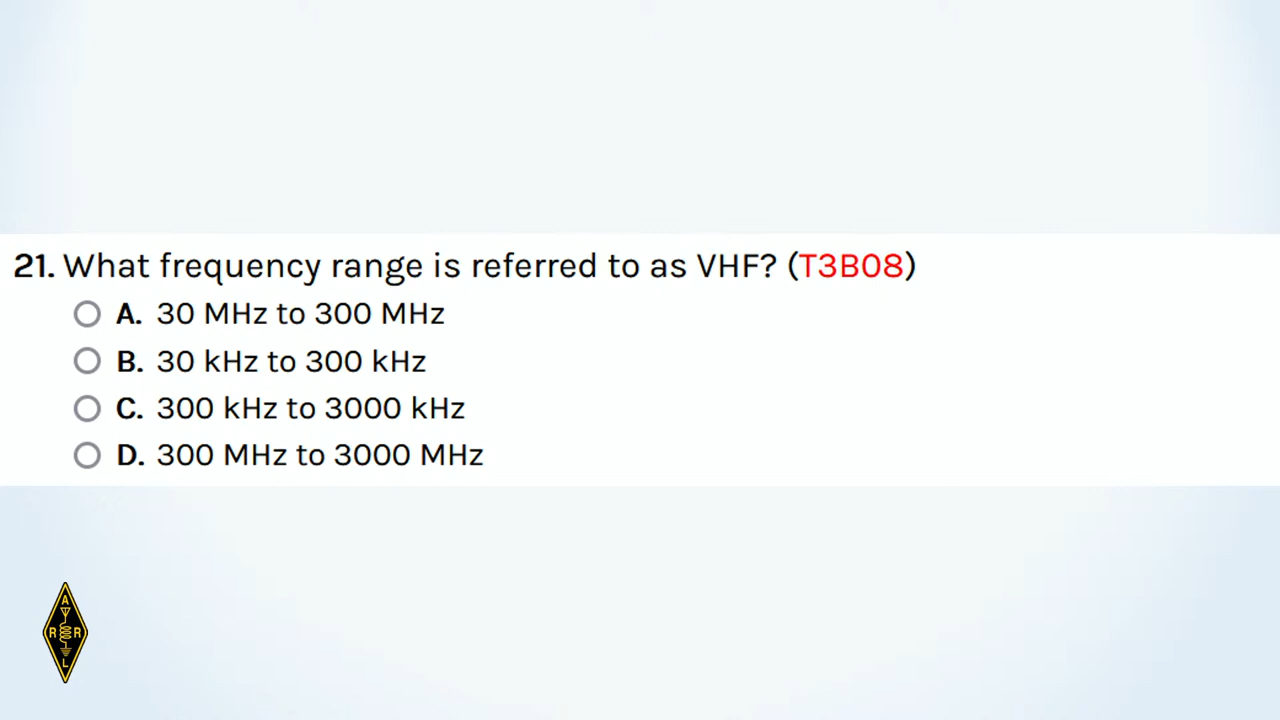 21. What frequency range is referred to as VHF? (T3B08)
A. 30 MHz to 300 MHz
B. 30 kHz to 300 kHz
C. 300 kHz to 3000 kHz
D. 300 MHz to 3000 MHz
A
R R
L